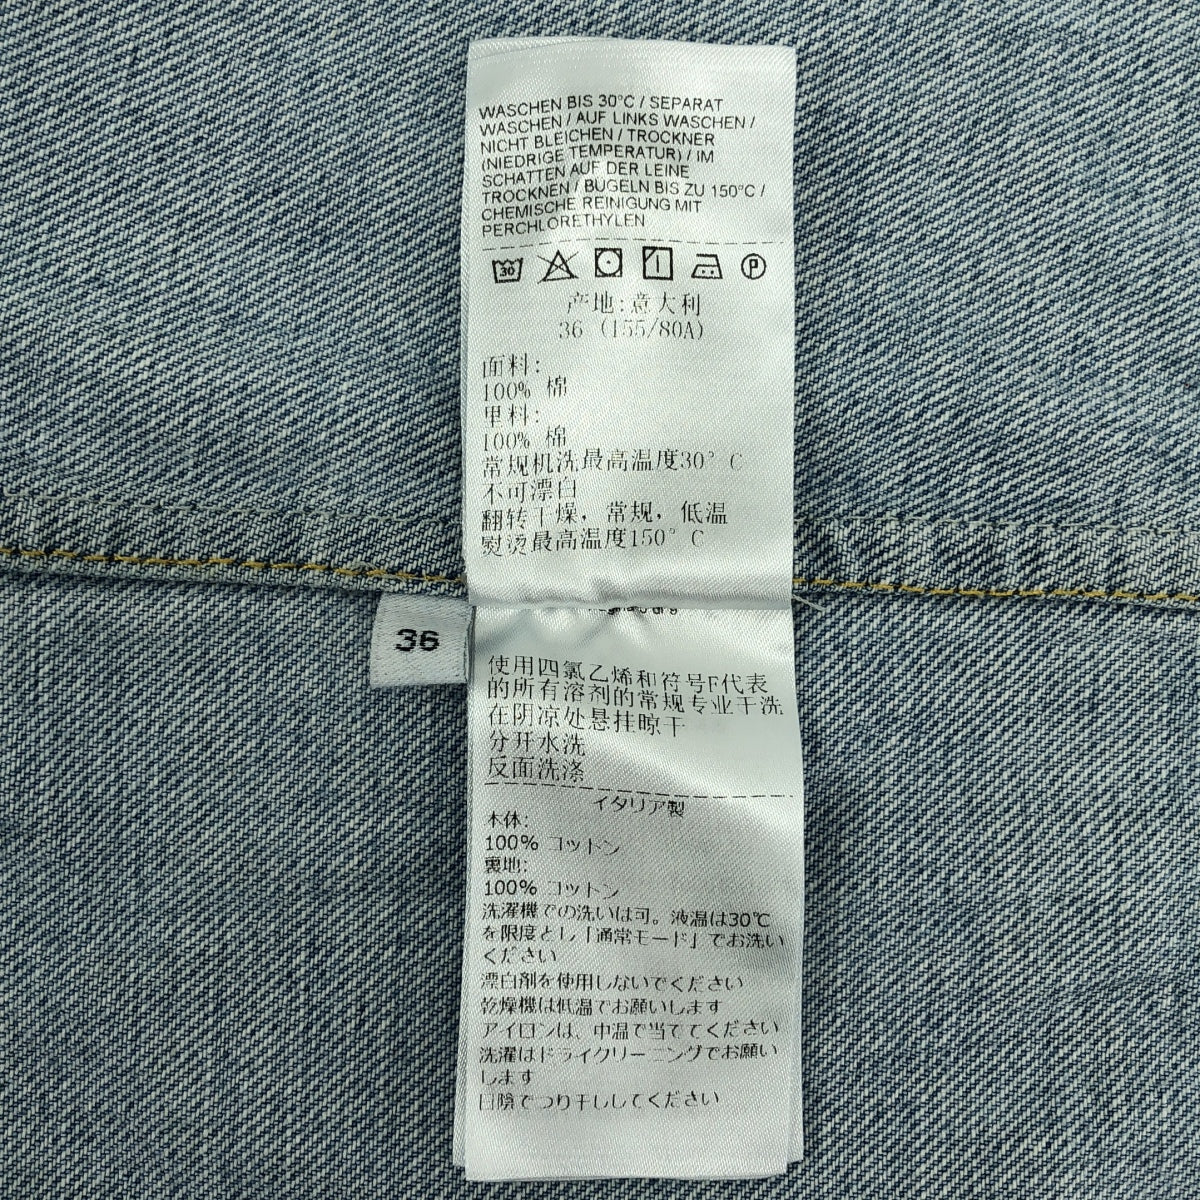 WASCHEN BIS 30°C / SEPARAT
WASCHEN / AUF LINKS WASCHEN /
NICHT BLEICHEN / TROCKNER
(NIEDRIGE TEMPERATUR) / IM
SCHATTEN AUF DER LEINE
TROCKNEN / BÜGELN BIS ZU 150°C /
CHEMISCHE REINIGUNG MIT
PERCHLORETHYLEN
30 P
产地:意大利
36 (155/80A)
面料:
100% 棉
里料:
100% 棉
常规机洗最高温度30° C
不可漂白
翻转干燥，常规，低温
熨烫最高温度150° C
36
使用四氯乙烯和符号F代表
的所有溶剂的常规专业干洗
在阴凉处悬挂晾干
分开水洗
反面洗涤
イタリア製
本体:
100% コットン
裏地:
100% コットン
洗濯機での洗いは可。液温は30℃
を限度とし「通常モード」でお洗い
ください
漂白剤を使用しないでください
乾燥機は低温でお願いします
アイロンは、中温で当ててください
洗濯はドライクリーニングでお願い
します
日陰でつり干ししてください